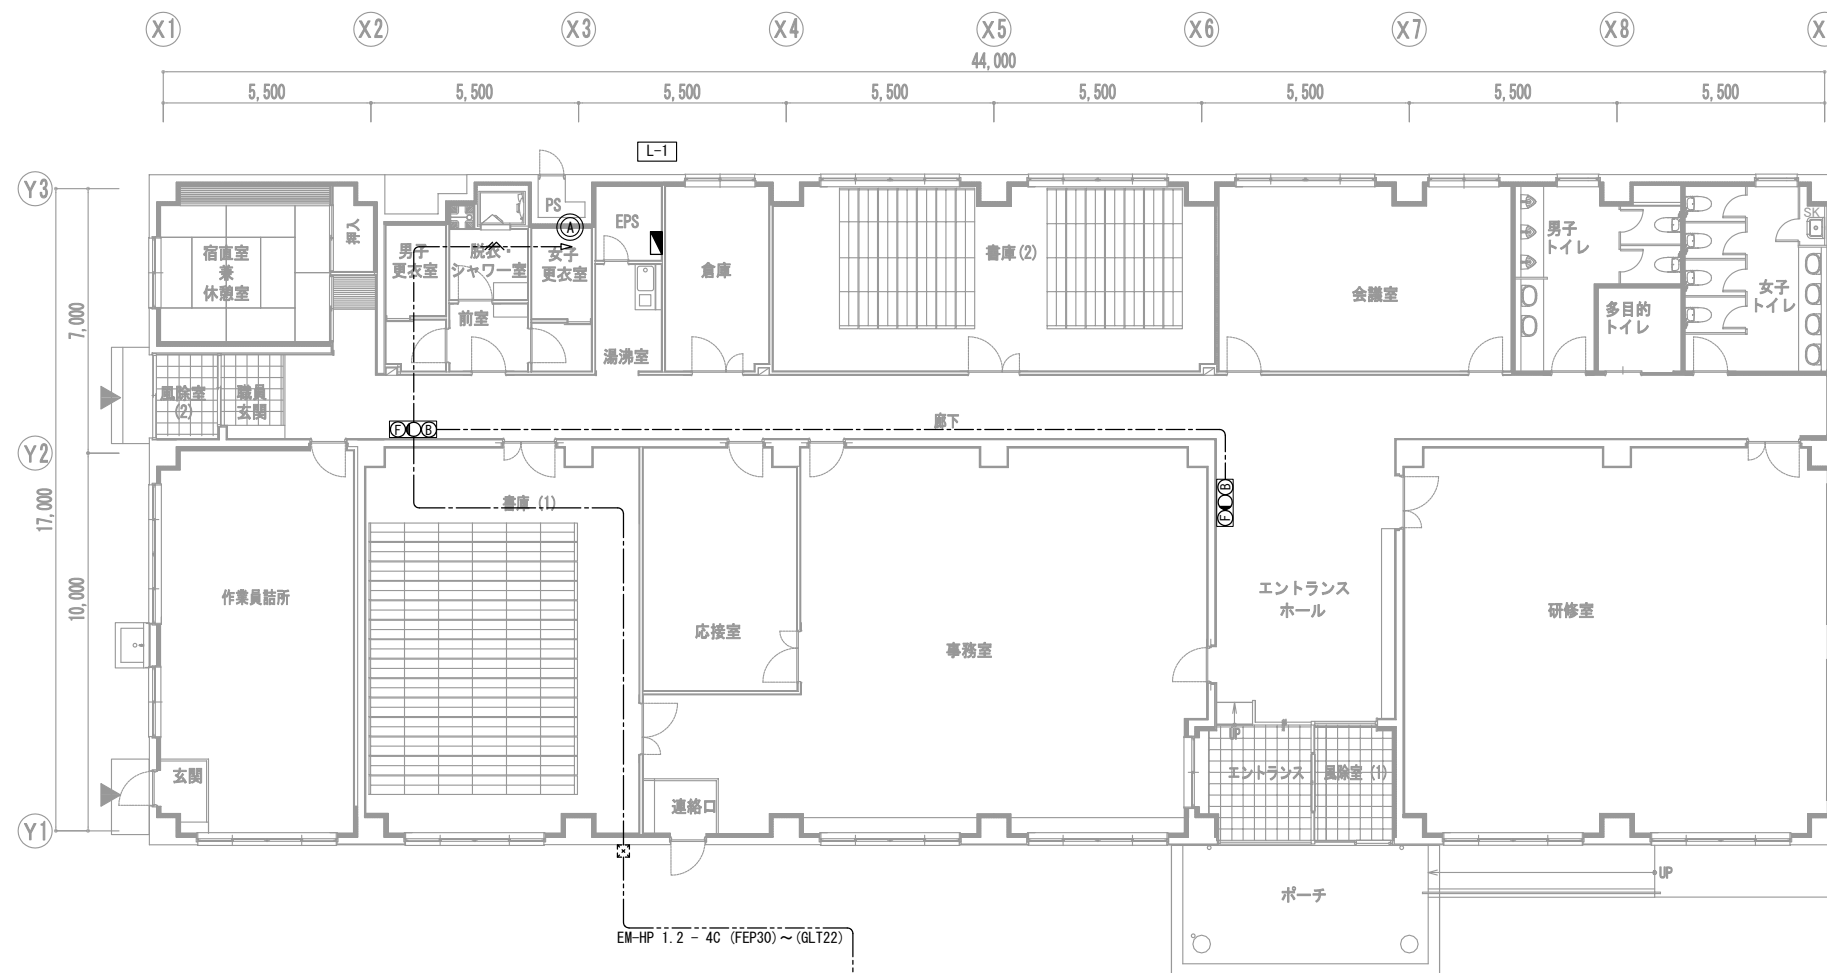 X1 X2 X3 X4 X5 X6 X7 X8 X
44,000
5,500 5,500 5,500 5,500 5,500 5,500 5,500 5,500
L-1
Y3
PS
A
EPS
押入
宿直室
兼
休憩室
男子
更衣室
脱衣・
シャワー室
女子
更衣室
倉庫
書庫(2)
会議室
男子
トイレ
SK
女子
トイレ
多目的
トイレ
前室
湯沸室
7,000
風除室
(2)
職員
玄関
F B
廊下
Y2
17,000
書庫 (1)
B
F
10,000
作業員詰所
応接室
事務室
エントランス
ホール
研修室
UP
玄関
エントランス
風除室 (1)
連絡口
Y1
UP
ポーチ
EM-HP 1.2 - 4C (FEP30)～(GLT22)